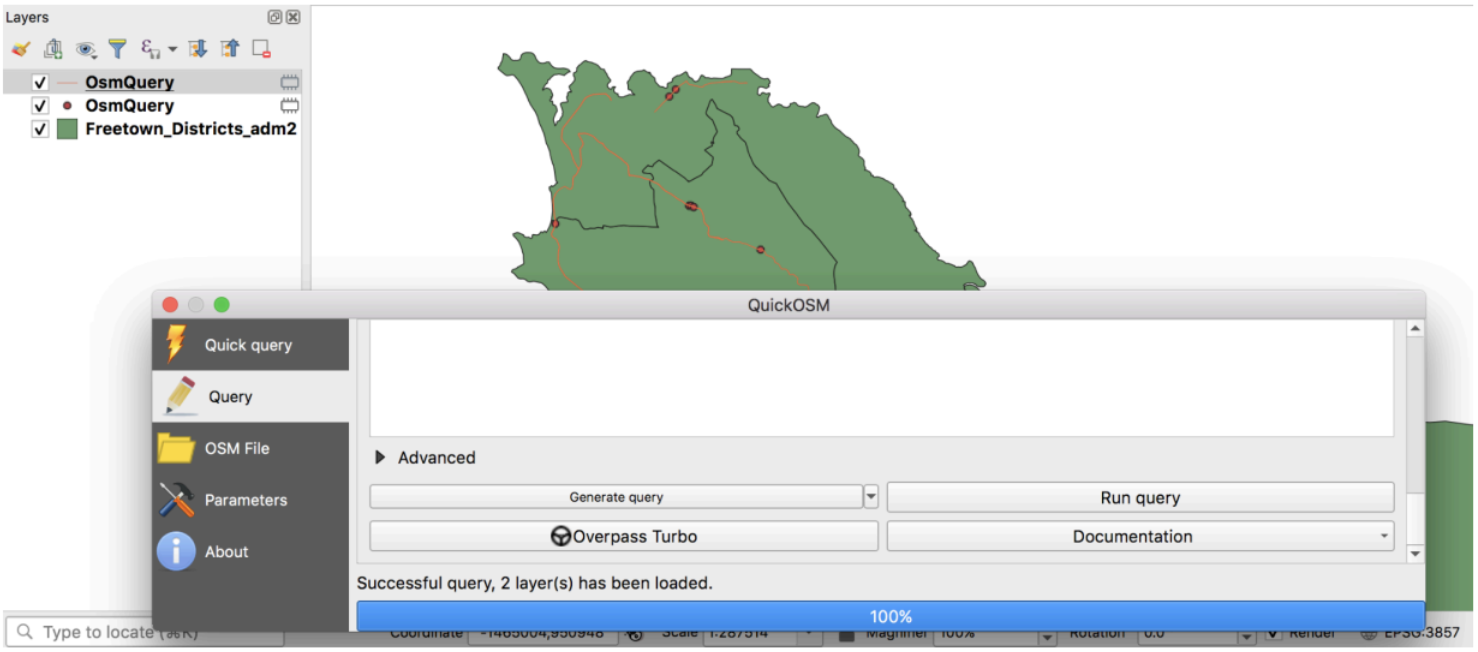 Layers
OsmQuery
OsmQuery
Freetown_Districts_adm2
QuickOSM
Quick query
Query
OSM File
Parameters
About
Advanced
Generate query
Run query
Overpass Turbo
Documentation
Successful query, 2 layer(s) has been loaded.
100%
Type to locate (⌘K)
Coordinate -1465004,950948 Scale 1:287514 Magnifier 100% Rotation 0.0 Render EPSG:3857